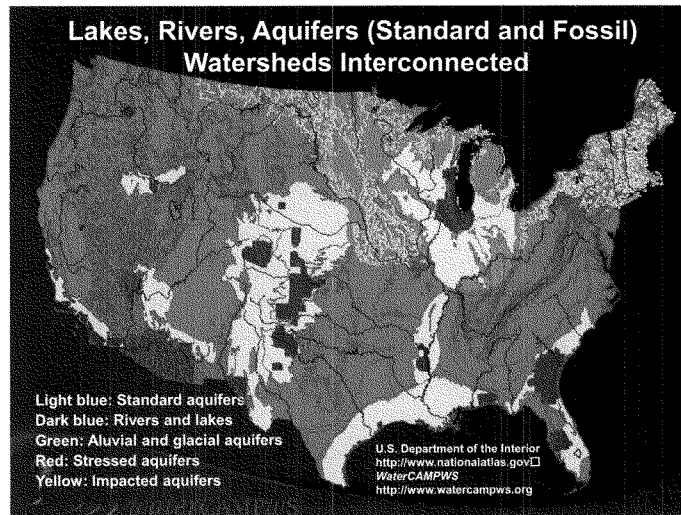 Lakes, Rivers, Aquifers (Standard and Fossil)
Watersheds Interconnected
Light blue: Standard aquifers
Dark blue: Rivers and lakes
Green: Aluvial and glacial aquifers
Red: Stressed aquifers
Yellow: Impacted aquifers
U.S. Department of the Interior
http://www.nationalatlas.gov□
WaterCAMPWS
http://www.watercampws.org